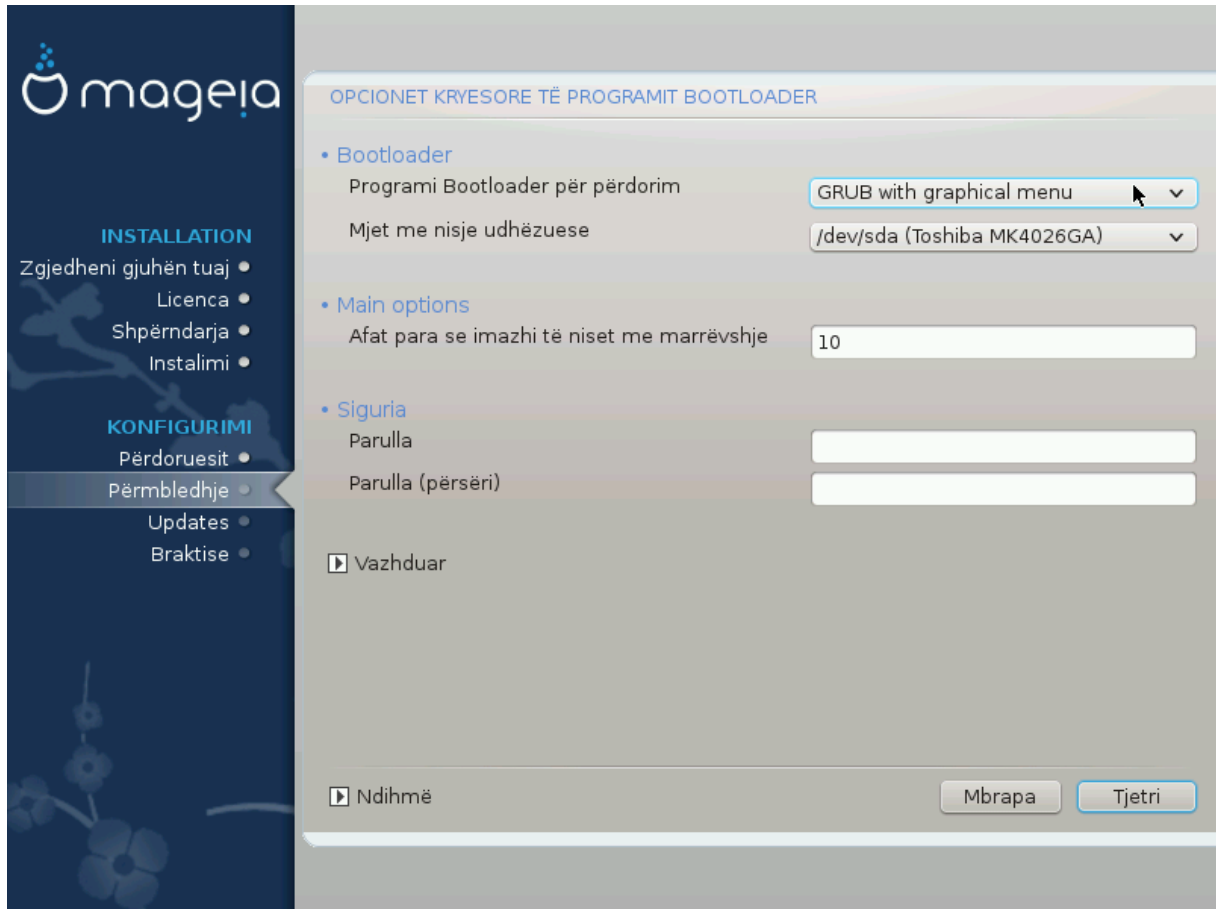 mageia
INSTALLATION
Zgjedheni gjuhën tuaj
Licenca
Shpërndarja
Instalimi
KONFIGURIMI
Përdoruesit
Përmbledhje
Updates
Braktise
OPCIONET KRYESORE TË PROGRAMIT BOOTLOADER
• Bootloader
Programi Bootloader për përdorim GRUB with graphical menu
Mjet me nisje udhëzuese /dev/sda (Toshiba MK4026GA)
• Main options
Afat para se imazhi të niset me marrëvshje 10
• Siguria
Parulla
Parulla (përsëri)
Vazhduar
Ndihmë Mbrapa Tjetri